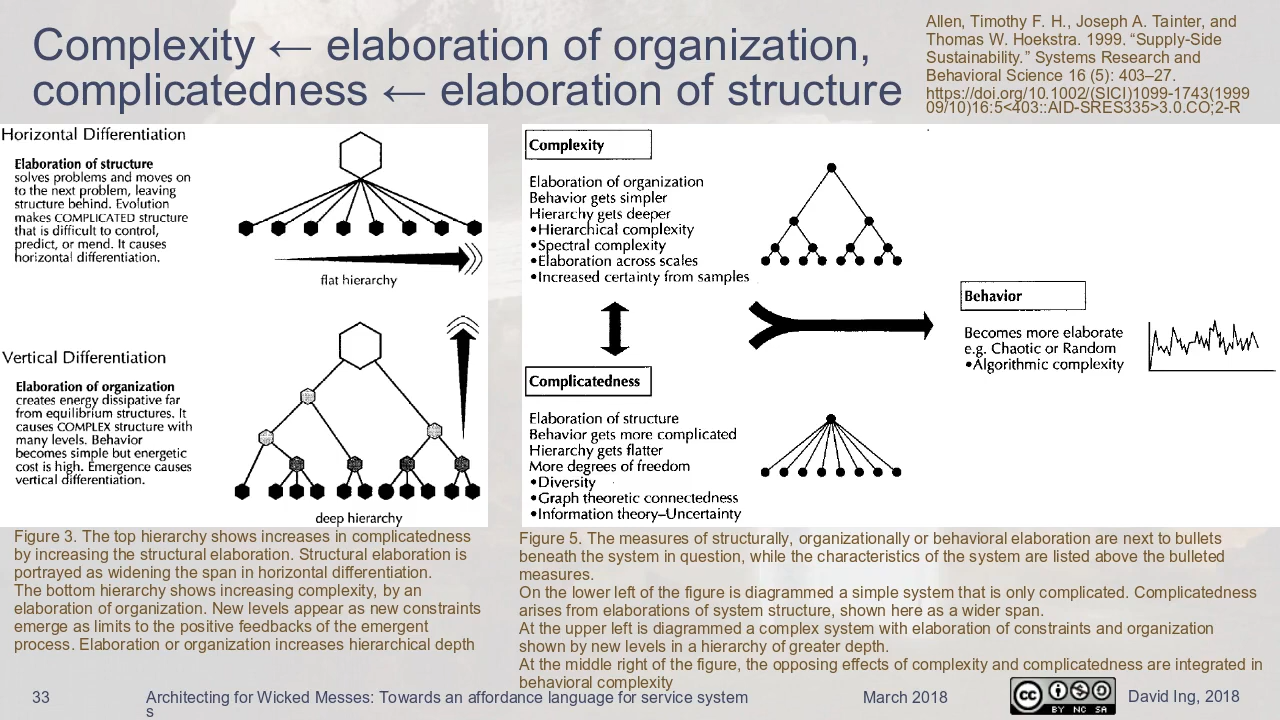 Complexity ← elaboration of organization,
complicatedness ← elaboration of structure
Allen, Timothy F. H., Joseph A. Tainter, and
Thomas W. Hoekstra. 1999. “Supply-Side
Sustainability.” Systems Research and
Behavioral Science 16 (5): 403–27.
https://doi.org/10.1002/(SICI)1099-1743(1999
09/10)16:5<403::AID-SRES335>3.0.CO;2-R
Horizontal Differentiation
Elaboration of structure
solves problems and moves on
to the next problem, leaving
structure behind. Evolution
makes COMPLICATED structure
that is difficult to control,
predict, or mend. It causes
horizontal differentiation.
flat hierarchy
Vertical Differentiation
Elaboration of organization
creates energy dissipative far
from equilibrium structures. It
causes COMPLEX structure with
many levels. Behavior
becomes simple but energetic
cost is high. Emergence causes
vertical differentiation.
deep hierarchy
Complexity
Elaboration of organization
Behavior gets simpler
Hierarchy gets deeper
•Hierarchical complexity
•Spectral complexity
•Elaboration across scales
•Increased certainty from samples
Complicatedness
Elaboration of structure
Behavior gets more complicated
Hierarchy gets flatter
More degrees of freedom
•Diversity
•Graph theoretic connectedness
•Information theory–Uncertainty
Behavior
Becomes more elaborate
e.g. Chaotic or Random
•Algorithmic complexity
Figure 3. The top hierarchy shows increases in complicatedness
by increasing the structural elaboration. Structural elaboration is
portrayed as widening the span in horizontal differentiation.
The bottom hierarchy shows increasing complexity, by an
elaboration of organization. New levels appear as new constraints
emerge as limits to the positive feedbacks of the emergent
process. Elaboration or organization increases hierarchical depth
Figure 5. The measures of structurally, organizationally or behavioral elaboration are next to bullets
beneath the system in question, while the characteristics of the system are listed above the bulleted
measures.
On the lower left of the figure is diagrammed a simple system that is only complicated. Complicatedness
arises from elaborations of system structure, shown here as a wider span.
At the upper left is diagrammed a complex system with elaboration of constraints and organization
shown by new levels in a hierarchy of greater depth.
At the middle right of the figure, the opposing effects of complexity and complicatedness are integrated in
behavioral complexity
33
Architecting for Wicked Messes: Towards an affordance language for service system
s
March 2018
cc
BY NC SA
David Ing, 2018